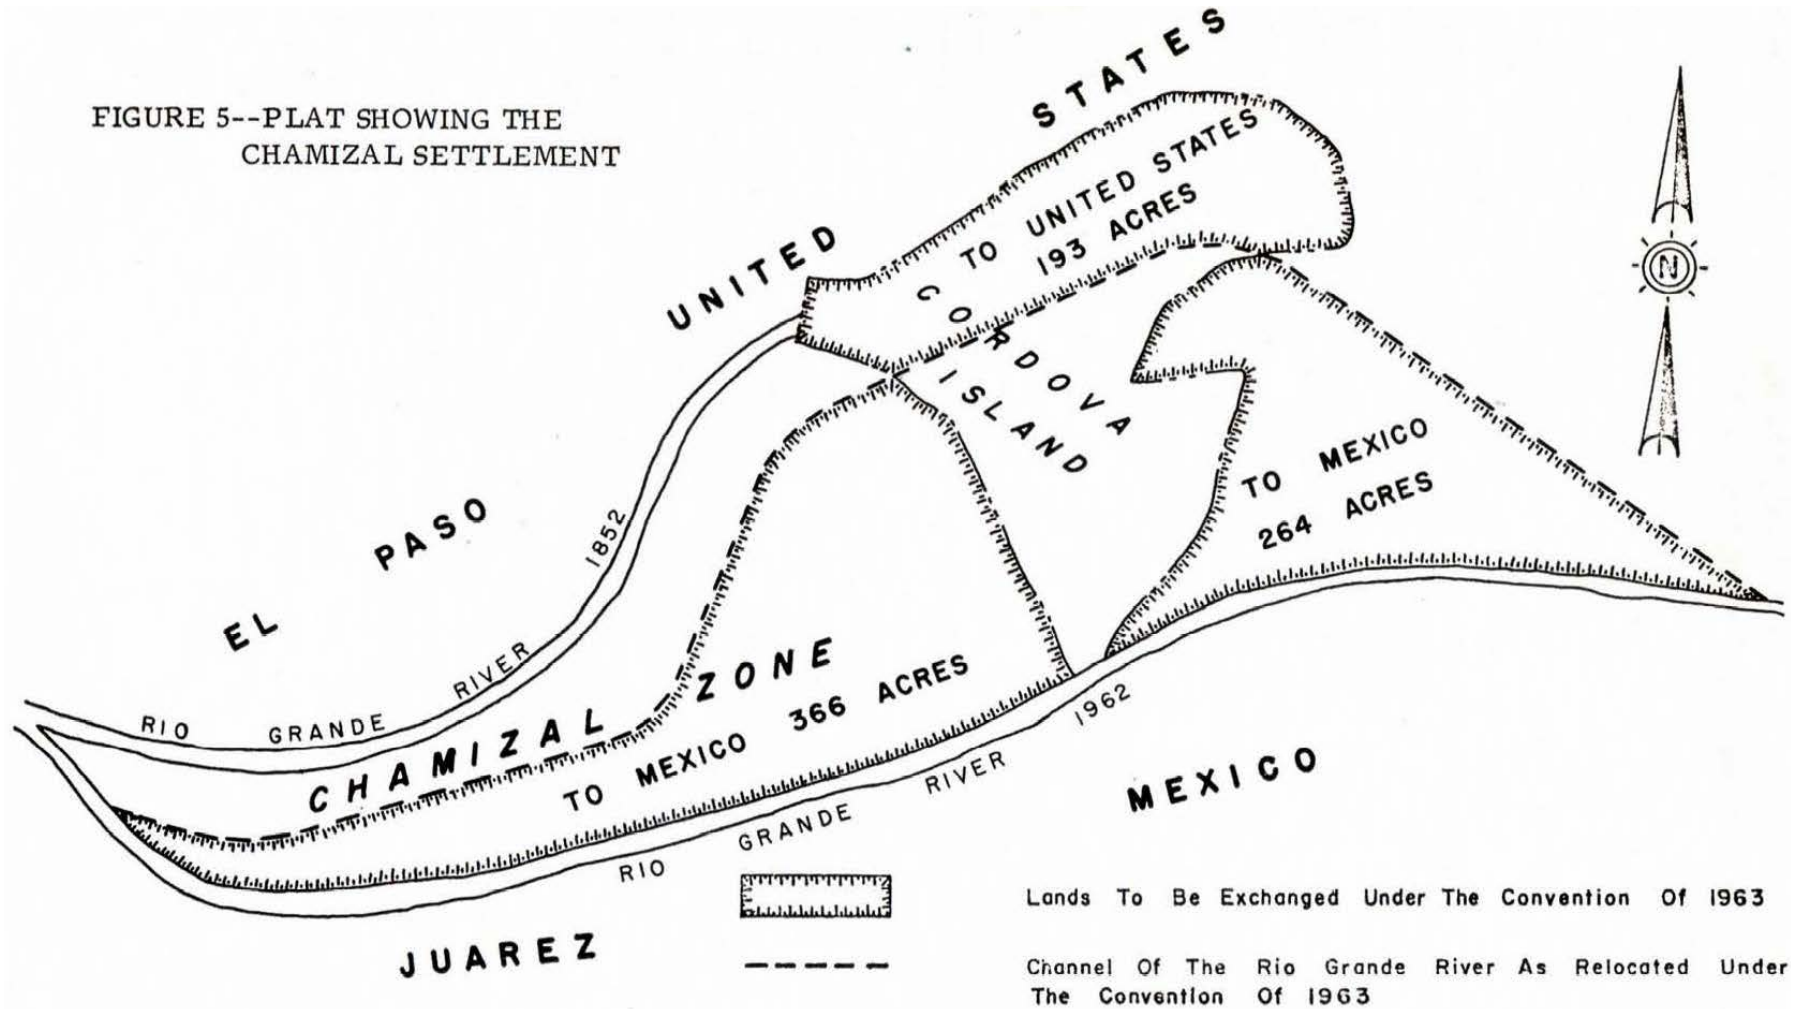 FIGURE 5--PLAT SHOWING THE
CHAMIZAL SETTLEMENT
UNITED STATES
TO UNITED STATES
193 ACRES
CORDOVA
ISLAND
N
TO MEXICO
264 ACRES
EL PASO
RIO GRANDE RIVER 1852
CHAMIZAL ZONE
TO MEXICO 366 ACRES
RIO GRANDE RIVER 1962
MEXICO
JUAREZ
Lands To Be Exchanged Under The Convention Of 1963
Channel Of The Rio Grande River As Relocated Under
The Convention Of 1963